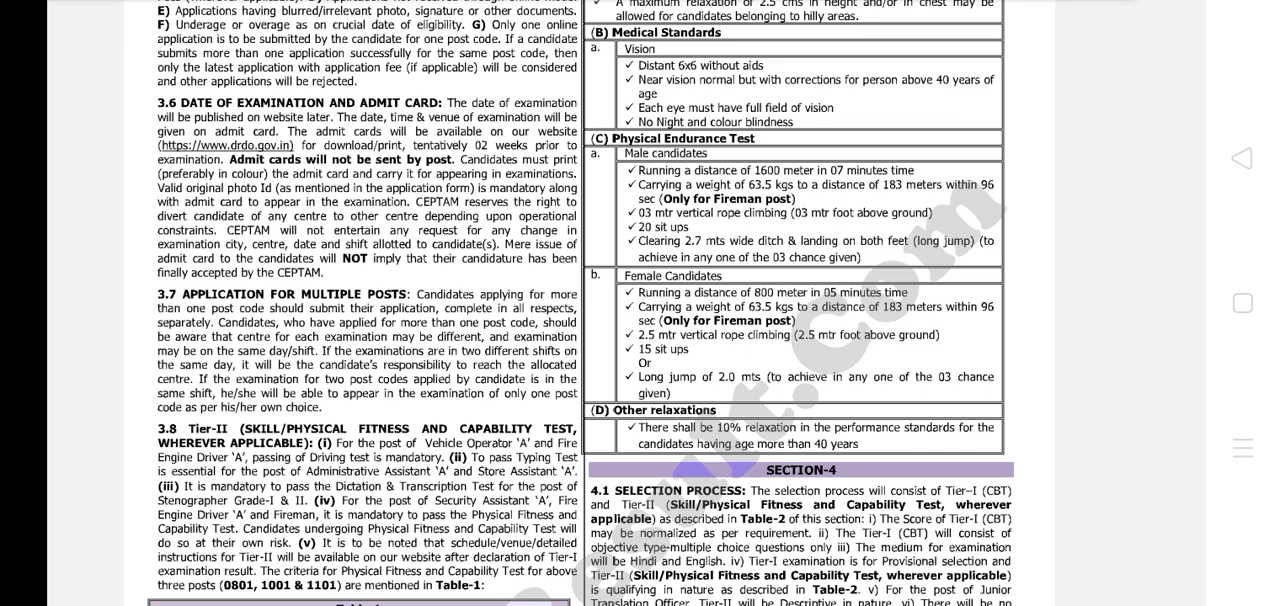 E) Applications having blurred/irrelevant photo, signature or other documents.
F) Underage or overage as on crucial date of eligibility. G) Only one online
application is to be submitted by the candidate for one post code. If a candidate
submits more than one application successfully for the same post code, then
only the latest application with application fee (if applicable) will be considered
and other applications will be rejected.
3.6 DATE OF EXAMINATION AND ADMIT CARD: The date of examination
will be published on website later. The date, time & venue of examination will be
given on admit card. The admit cards will be available on our website
(https://www.drdo.gov.in) for download/print, tentatively 02 weeks prior to
examination. Admit cards will not be sent by post. Candidates must print
(preferably in colour) the admit card and carry it for appearing in examinations.
Valid original photo Id (as mentioned in the application form) is mandatory along
with admit card to appear in the examination. CEPTAM reserves the right to
divert candidate of any centre to other centre depending upon operational
constraints. CEPTAM will not entertain any request for any change in
examination city, centre, date and shift allotted to candidate(s). Mere issue of
admit card to the candidates will NOT imply that their candidature has been
finally accepted by the CEPTAM.
3.7 APPLICATION FOR MULTIPLE POSTS: Candidates applying for more
than one post code should submit their application, complete in all respects,
separately. Candidates, who have applied for more than one post code, should
be aware that centre for each examination may be different, and examination
may be on the same day/shift. If the examinations are in two different shifts on
the same day, it will be the candidate's responsibility to reach the allocated
centre. If the examination for two post codes applied by candidate is in the
same shift, he/she will be able to appear in the examination of only one post
code as per his/her own choice.
3.8 Tier-II (SKILL/PHYSICAL FITNESS AND CAPABILITY TEST,
WHEREVER APPLICABLE): (i) For the post of Vehicle Operator 'A' and Fire
Engine Driver 'A', passing of Driving test is mandatory. (ii) To pass Typing Test
is essential for the post of Administrative Assistant 'A' and Store Assistant 'A'.
(iii) It is mandatory to pass the Dictation & Transcription Test for the post of
Stenographer Grade-I & II. (iv) For the post of Security Assistant 'A', Fire
Engine Driver 'A' and Fireman, it is mandatory to pass the Physical Fitness and
Capability Test. Candidates undergoing Physical Fitness and Capability Test will
do so at their own risk. (v) It is to be noted that schedule/venue/detailed
instructions for Tier-II will be available on our website after declaration of Tier-I
examination result. The criteria for Physical Fitness and Capability Test for above
three posts (0801, 1001 & 1101) are mentioned in Table-1:
✓ A maximum relaxation of 2.5 cms in height and/or in chest may be
allowed for candidates belonging to hilly areas.
(B) Medical Standards
a. Vision
✓ Distant 6x6 without aids
✓ Near vision normal but with corrections for person above 40 years of
age
✓ Each eye must have full field of vision
✓ No Night and colour blindness
(C) Physical Endurance Test
a. Male candidates
✓ Running a distance of 1600 meter in 07 minutes time
✓ Carrying a weight of 63.5 kgs to a distance of 183 meters within 96
sec (Only for Fireman post)
✓ 03 mtr vertical rope climbing (03 mtr foot above ground)
✓ 20 sit ups
✓ Clearing 2.7 mts wide ditch & landing on both feet (long jump) (to
achieve in any one of the 03 chance given)
b. Female Candidates
✓ Running a distance of 800 meter in 05 minutes time
✓ Carrying a weight of 63.5 kgs to a distance of 183 meters within 96
sec (Only for Fireman post)
✓ 2.5 mtr vertical rope climbing (2.5 mtr foot above ground)
✓ 15 sit ups
Or
✓ Long jump of 2.0 mts (to achieve in any one of the 03 chance
given)
(D) Other relaxations
✓ There shall be 10% relaxation in the performance standards for the
candidates having age more than 40 years
SECTION-4
4.1 SELECTION PROCESS: The selection process will consist of Tier–I (CBT)
and Tier-II (Skill/Physical Fitness and Capability Test, wherever
applicable) as described in Table-2 of this section: i) The Score of Tier-I (CBT)
may be normalized as per requirement. ii) The Tier-I (CBT) will consist of
objective type-multiple choice questions only iii) The medium for examination
will be Hindi and English. iv) Tier-I examination is for Provisional selection and
Tier-II (Skill/Physical Fitness and Capability Test, wherever applicable)
is qualifying in nature as described in Table-2. v) For the post of Junior
Translation Officer, Tier-II will be Descriptive in nature. vi) There will be no
esult.Com